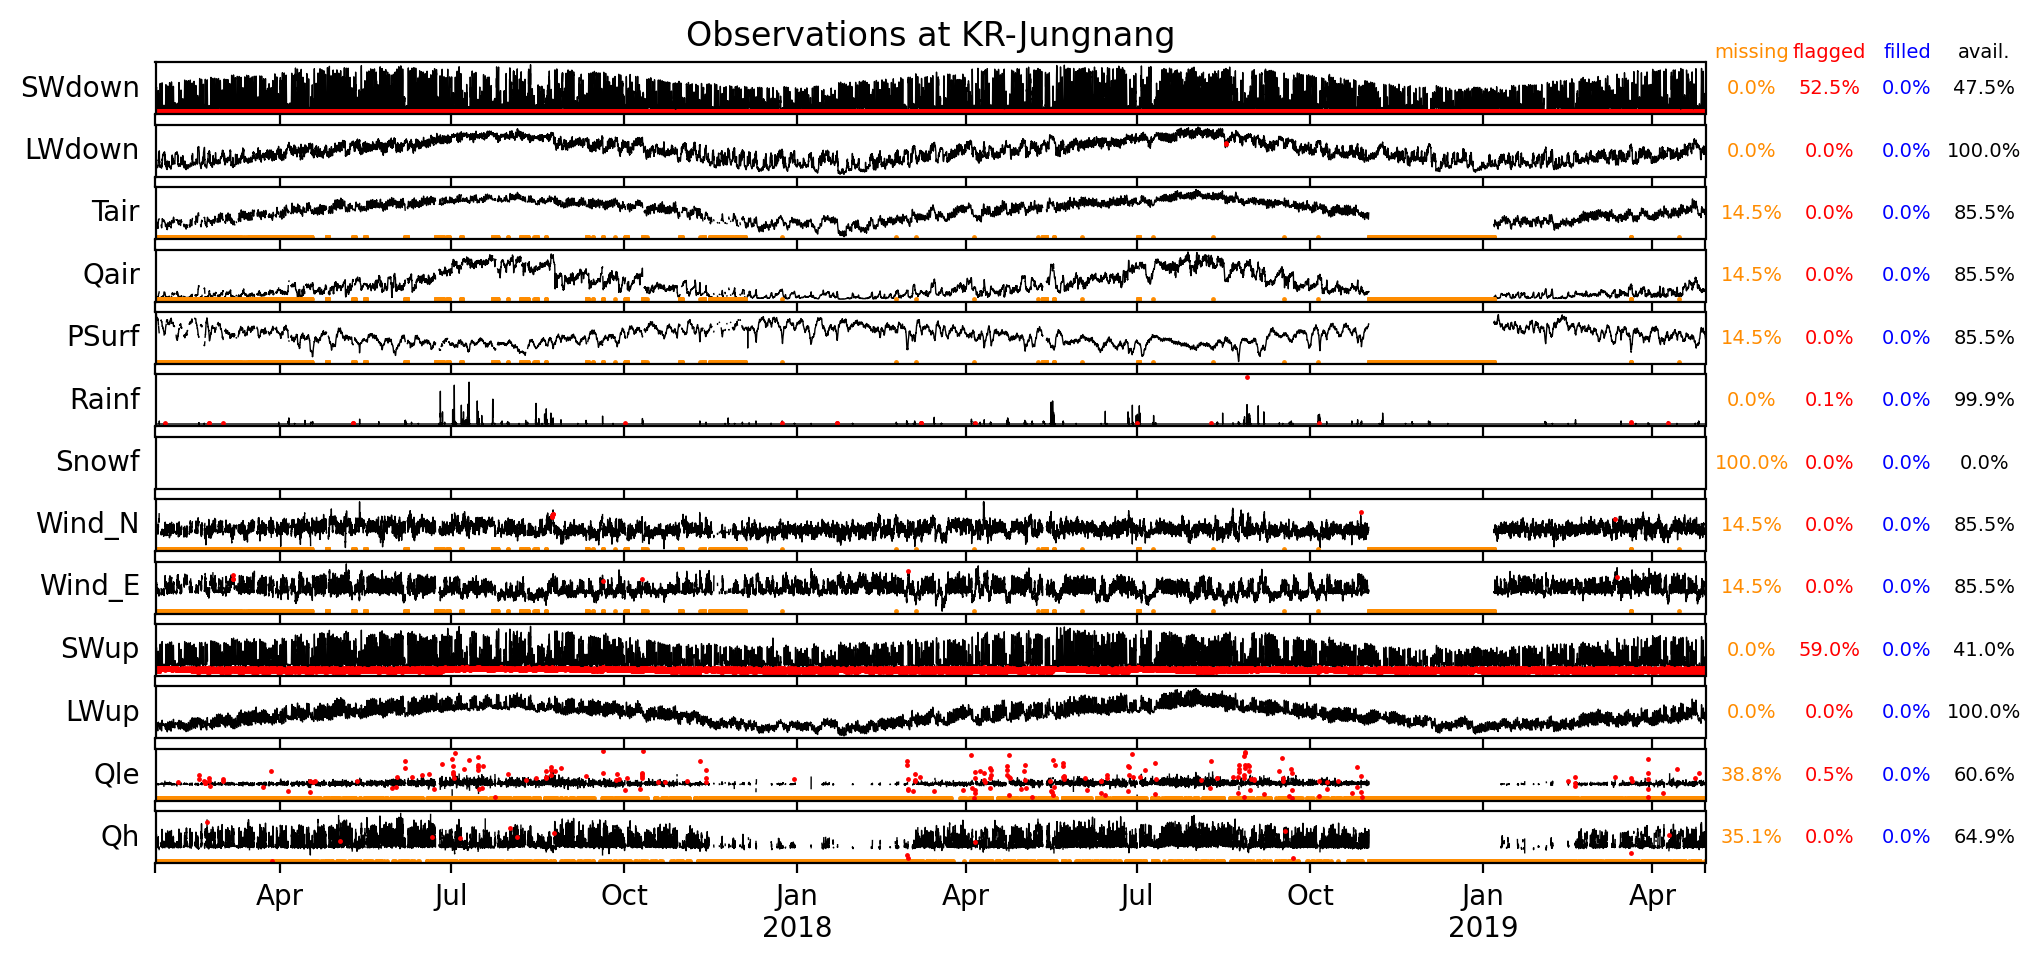 Observations at KR-Jungnang
missing flagged filled avail.
SWdown 0.0% 52.5% 0.0% 47.5%
LWdown 0.0% 0.0% 0.0% 100.0%
Tair 14.5% 0.0% 0.0% 85.5%
Qair 14.5% 0.0% 0.0% 85.5%
PSurf 14.5% 0.0% 0.0% 85.5%
Rainf 0.0% 0.1% 0.0% 99.9%
Snowf 100.0% 0.0% 0.0% 0.0%
Wind_N 14.5% 0.0% 0.0% 85.5%
Wind_E 14.5% 0.0% 0.0% 85.5%
SWup 0.0% 59.0% 0.0% 41.0%
LWup 0.0% 0.0% 0.0% 100.0%
Qle 38.8% 0.5% 0.0% 60.6%
Qh 35.1% 0.0% 0.0% 64.9%
Apr Jul Oct Jan Apr Jul Oct Jan Apr
2018 2019